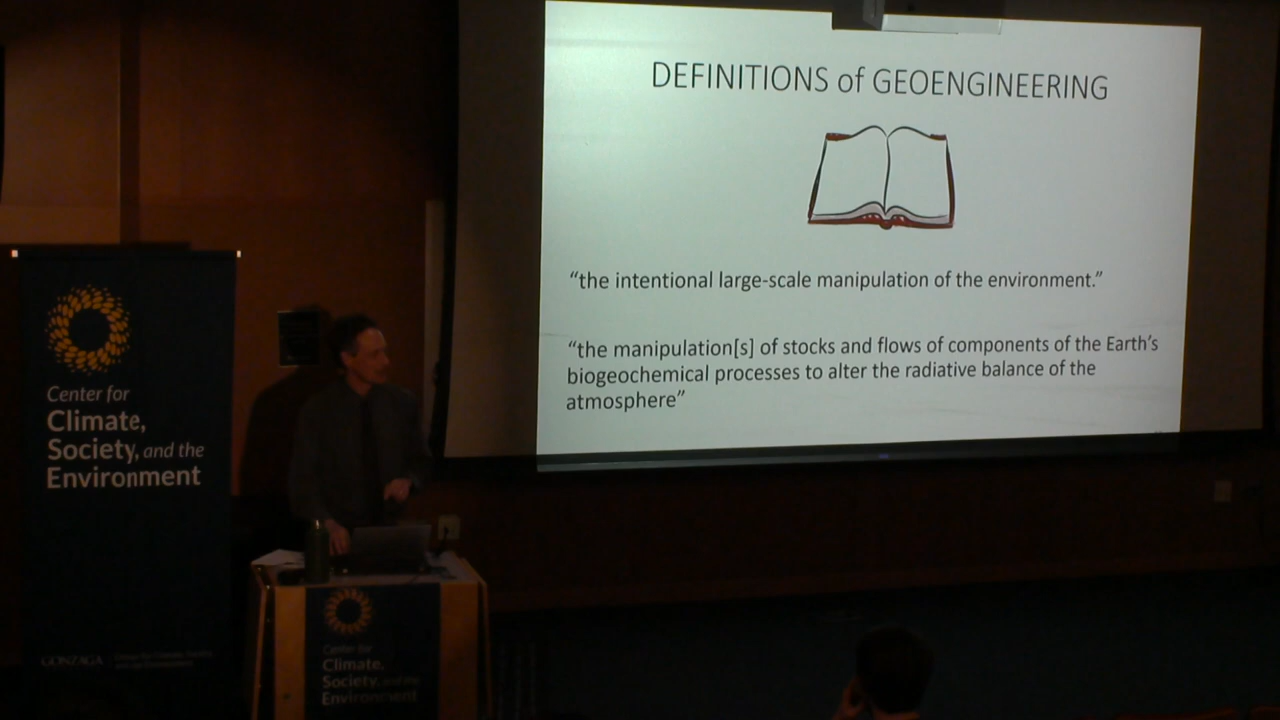 DEFINITIONS of GEOENGINEERING
“the intentional large-scale manipulation of the environment.”
“the manipulation[s] of stocks and flows of components of the Earth’s
biogeochemical processes to alter the radiative balance of the
atmosphere”
Center for
Climate,
Society, and the
Environment
GONZAGA
Center for
Climate,
Society, and the
Environment